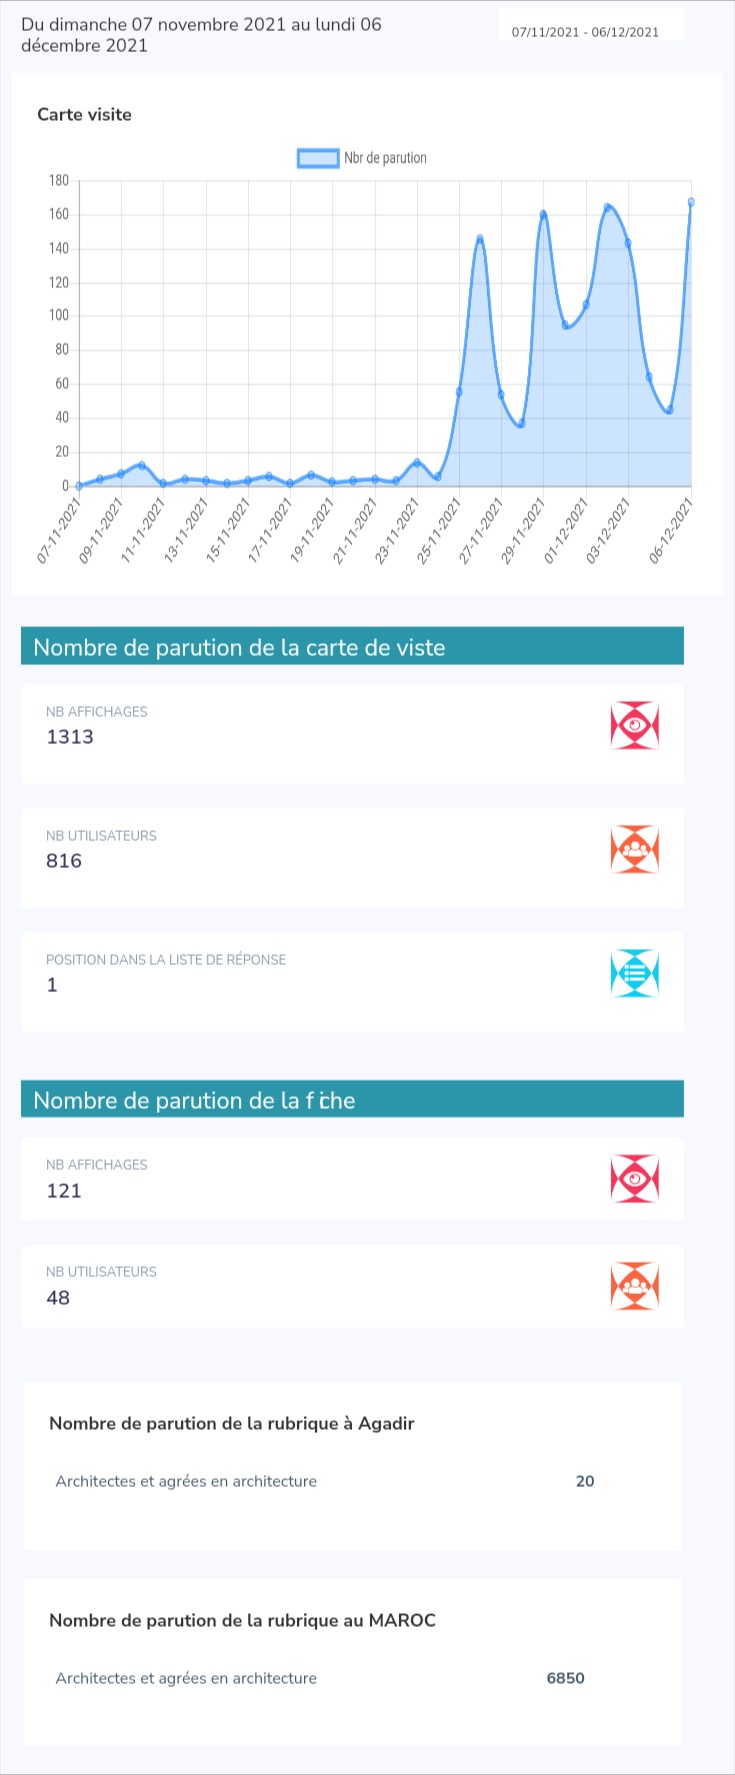 Du dimanche 07 novembre 2021 au lundi 06
décembre 2021
07/11/2021 - 06/12/2021
Carte visite
Nbr de parution
180
160
140
120
100
80
60
40
20
0
07-11-2021
09-11-2021
11-11-2021
13-11-2021
15-11-2021
17-11-2021
19-11-2021
21-11-2021
23-11-2021
25-11-2021
27-11-2021
29-11-2021
01-12-2021
03-12-2021
06-12-2021
Nombre de parution de la carte de viste
NB AFFICHAGES
1313
NB UTILISATEURS
816
POSITION DANS LA LISTE DE RÉPONSE
1
Nombre de parution de la fiche
NB AFFICHAGES
121
NB UTILISATEURS
48
Nombre de parution de la rubrique à Agadir
Architectes et agrées en architecture 20
Nombre de parution de la rubrique au MAROC
Architectes et agrées en architecture 6850